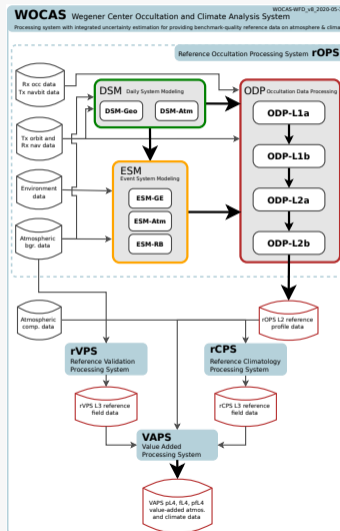 WOCAS-WFD_v8_2020-05-
WOCAS Wegener Center Occultation and Climate Analysis System
Processing system with integrated uncertainty estimation for providing benchmark-quality reference data on atmosphere & clima
Reference Occultation Processing System rOPS
Rx occ data
Tx navbit data
DSM Daily System Modeling
DSM-Geo
DSM-Atm
ODP Occultation Data Processing
ODP-L1a
Tx orbit and
Rx nav data
ODP-L1b
ESM
Event System Modeling
Environment
data
ESM-GE
ODP-L2a
ESM-Atm
Atmospheric
bgr. data
ESM-RB
ODP-L2b
Atmospheric
comp. data
rOPS L2 reference
profile data
rVPS
Reference Validation
Processing System
rCPS
Reference Climatology
Processing System
rVPS L3 reference
field data
rCPS L3 reference
field data
VAPS
Value Added
Processing System
VAPS pL4, fL4, pfL4
value-added atmos.
and climate data